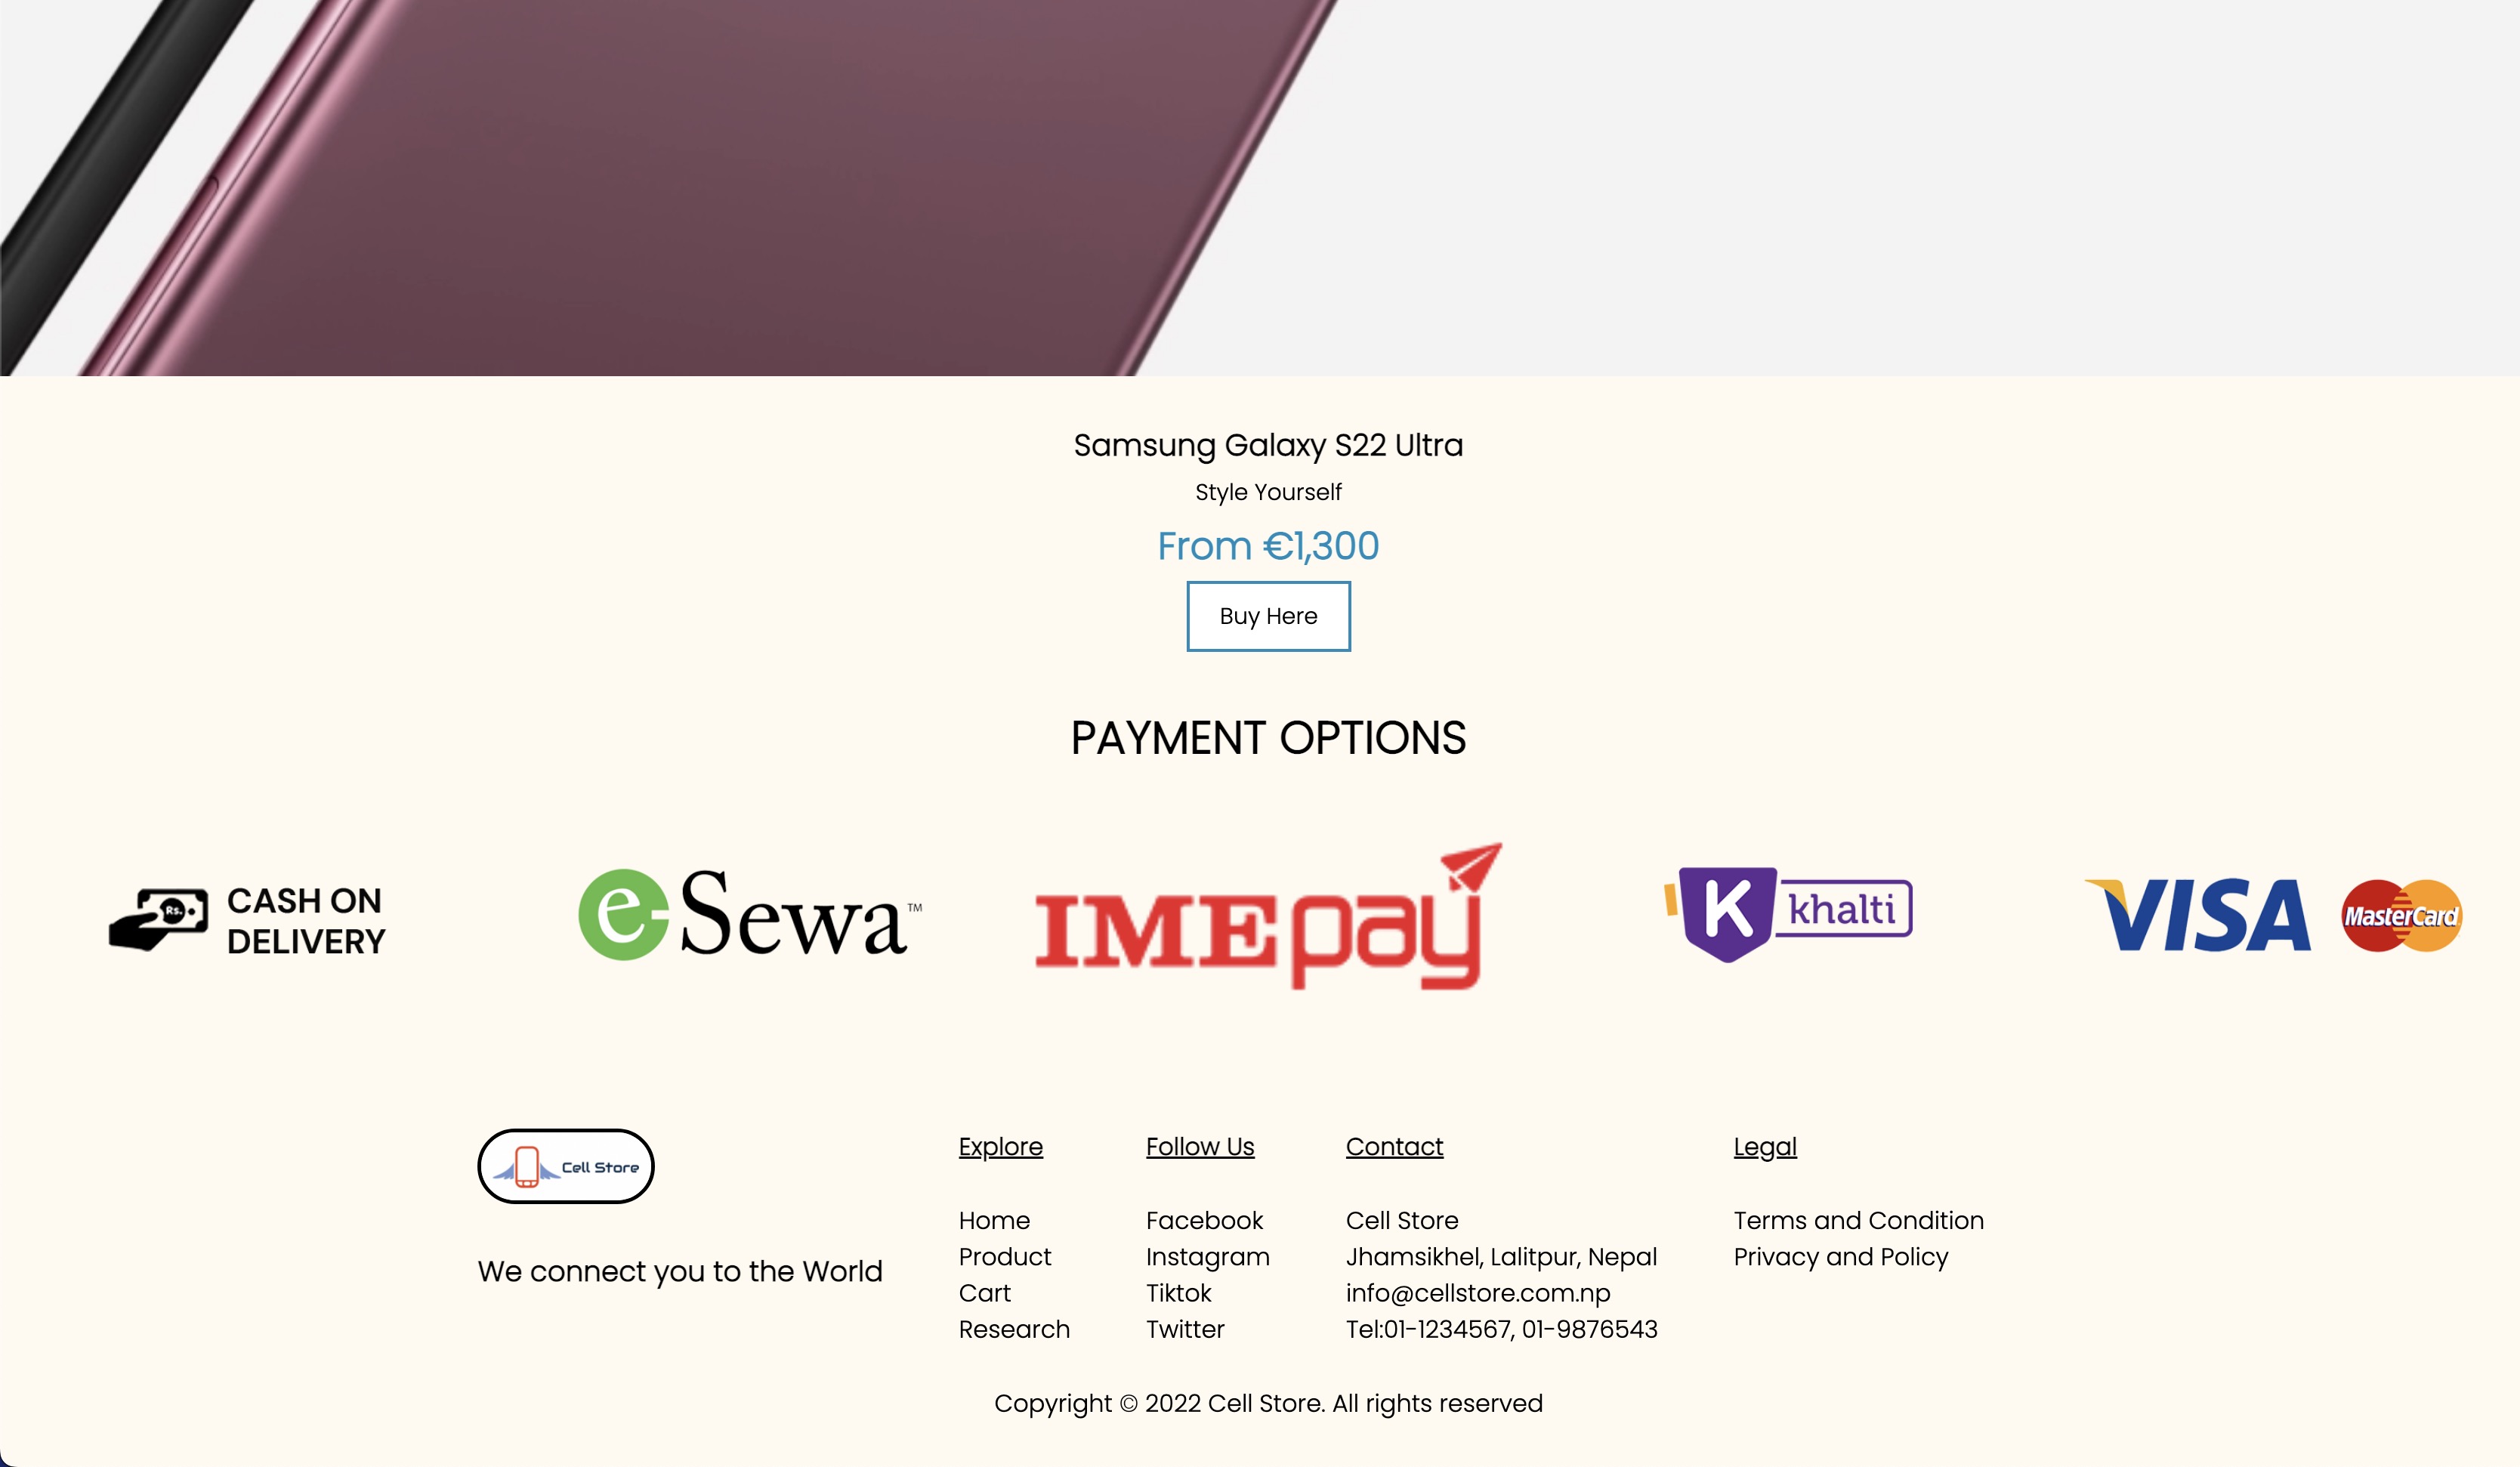 Samsung Galaxy S22 Ultra
Style Yourself
From €1,300
Buy Here
PAYMENT OPTIONS
Rs.
CASH ON
DELIVERY
e-Sewa™
IME pay
K khalti
VISA
MasterCard
Cell Store
We connect you to the World
Explore
Home
Product
Cart
Research
Follow Us
Facebook
Instagram
Tiktok
Twitter
Contact
Cell Store
Jhamsikhel, Lalitpur, Nepal
info@cellstore.com.np
Tel:01-1234567, 01-9876543
Legal
Terms and Condition
Privacy and Policy
Copyright © 2022 Cell Store. All rights reserved